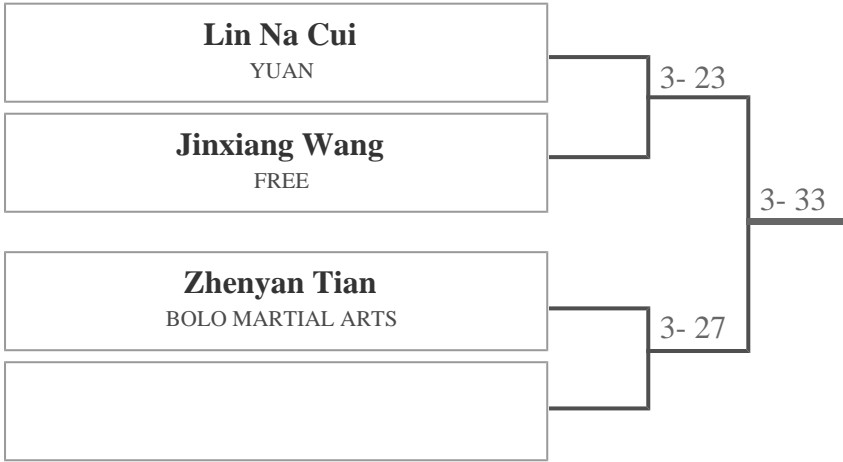 Lin Na Cui
YUAN
3- 23
Jinxiang Wang
FREE
3- 33
Zhenyan Tian
BOLO MARTIAL ARTS
3- 27